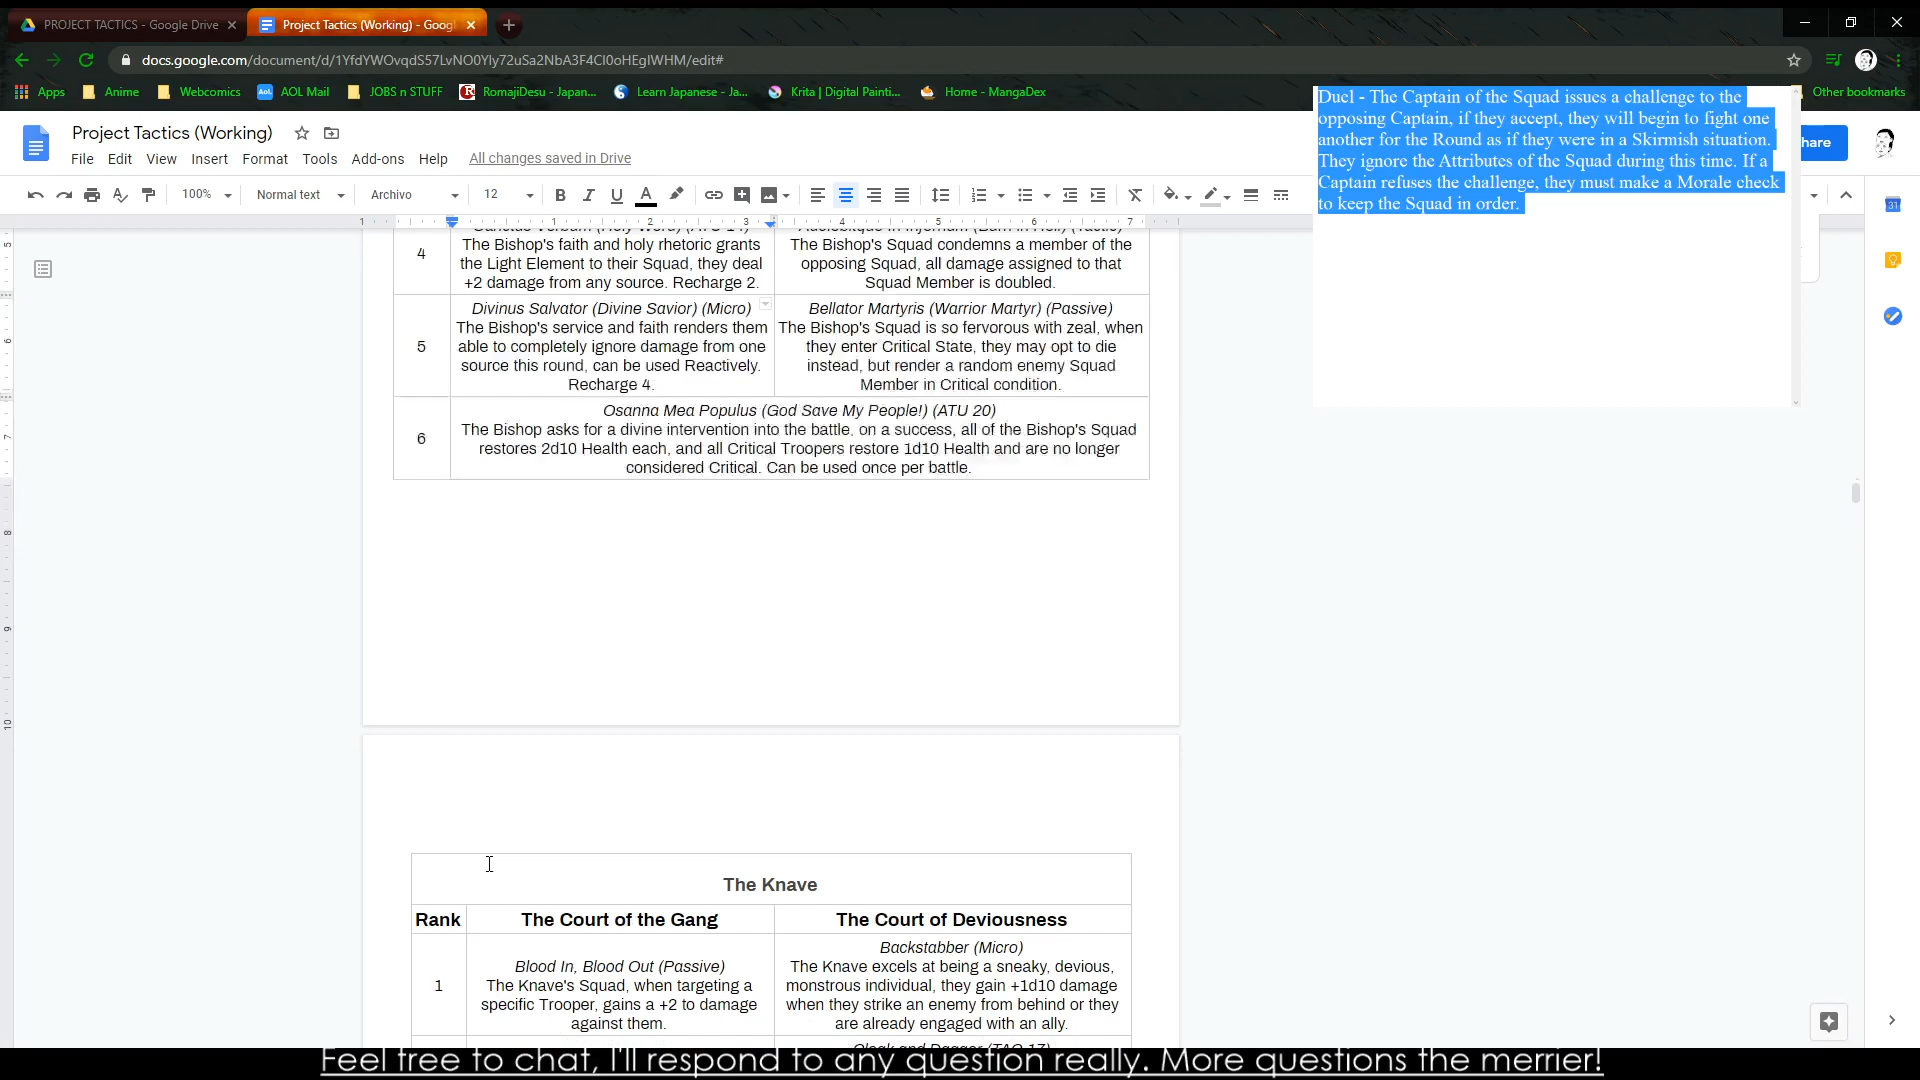 PROJECT TACTICS - Google Drive
Project Tactics (Working) - Goog
docs.google.com/document/d/1YfdYWOvqdS57LvNO0Yly72uSa2NbA3F4Cl0oHEgIWHM/edit#
Apps
Anime
Webcomics
AOL Mail
JOBS n STUFF
RomajiDesu - Japan...
Learn Japanese - Ja...
Krita | Digital Painti...
Home - MangaDex
Other bookmarks
Project Tactics (Working)
File Edit View Insert Format Tools Add-ons Help All changes saved in Drive
hare
Duel - The Captain of the Squad issues a challenge to the
opposing Captain, if they accept, they will begin to fight one
another for the Round as if they were in a Skirmish situation.
They ignore the Attributes of the Squad during this time. If a
Captain refuses the challenge, they must make a Morale check
to keep the Squad in order.
100% Normal text Archivo 12
1 1 2 3 4 5 6 7
4
The Bishop's faith and holy rhetoric grants
the Light Element to their Squad, they deal
+2 damage from any source. Recharge 2.
The Bishop's Squad condemns a member of the
opposing Squad, all damage assigned to that
Squad Member is doubled.
5
Divinus Salvator (Divine Savior) (Micro)
The Bishop's service and faith renders them
able to completely ignore damage from one
source this round, can be used Reactively.
Recharge 4.
Bellator Martyris (Warrior Martyr) (Passive)
The Bishop's Squad is so fervorous with zeal, when
they enter Critical State, they may opt to die
instead, but render a random enemy Squad
Member in Critical condition.
6
Osanna Mea Populus (God Save My People!) (ATU 20)
The Bishop asks for a divine intervention into the battle, on a success, all of the Bishop's Squad
restores 2d10 Health each, and all Critical Troopers restore 1d10 Health and are no longer
considered Critical. Can be used once per battle.
The Knave
Rank The Court of the Gang The Court of Deviousness
1
Blood In, Blood Out (Passive)
The Knave's Squad, when targeting a
specific Trooper, gains a +2 to damage
against them.
Backstabber (Micro)
The Knave excels at being a sneaky, devious,
monstrous individual, they gain +1d10 damage
when they strike an enemy from behind or they
are already engaged with an ally.
Feel free to chat, I'll respond to any question really. More questions the merrier!